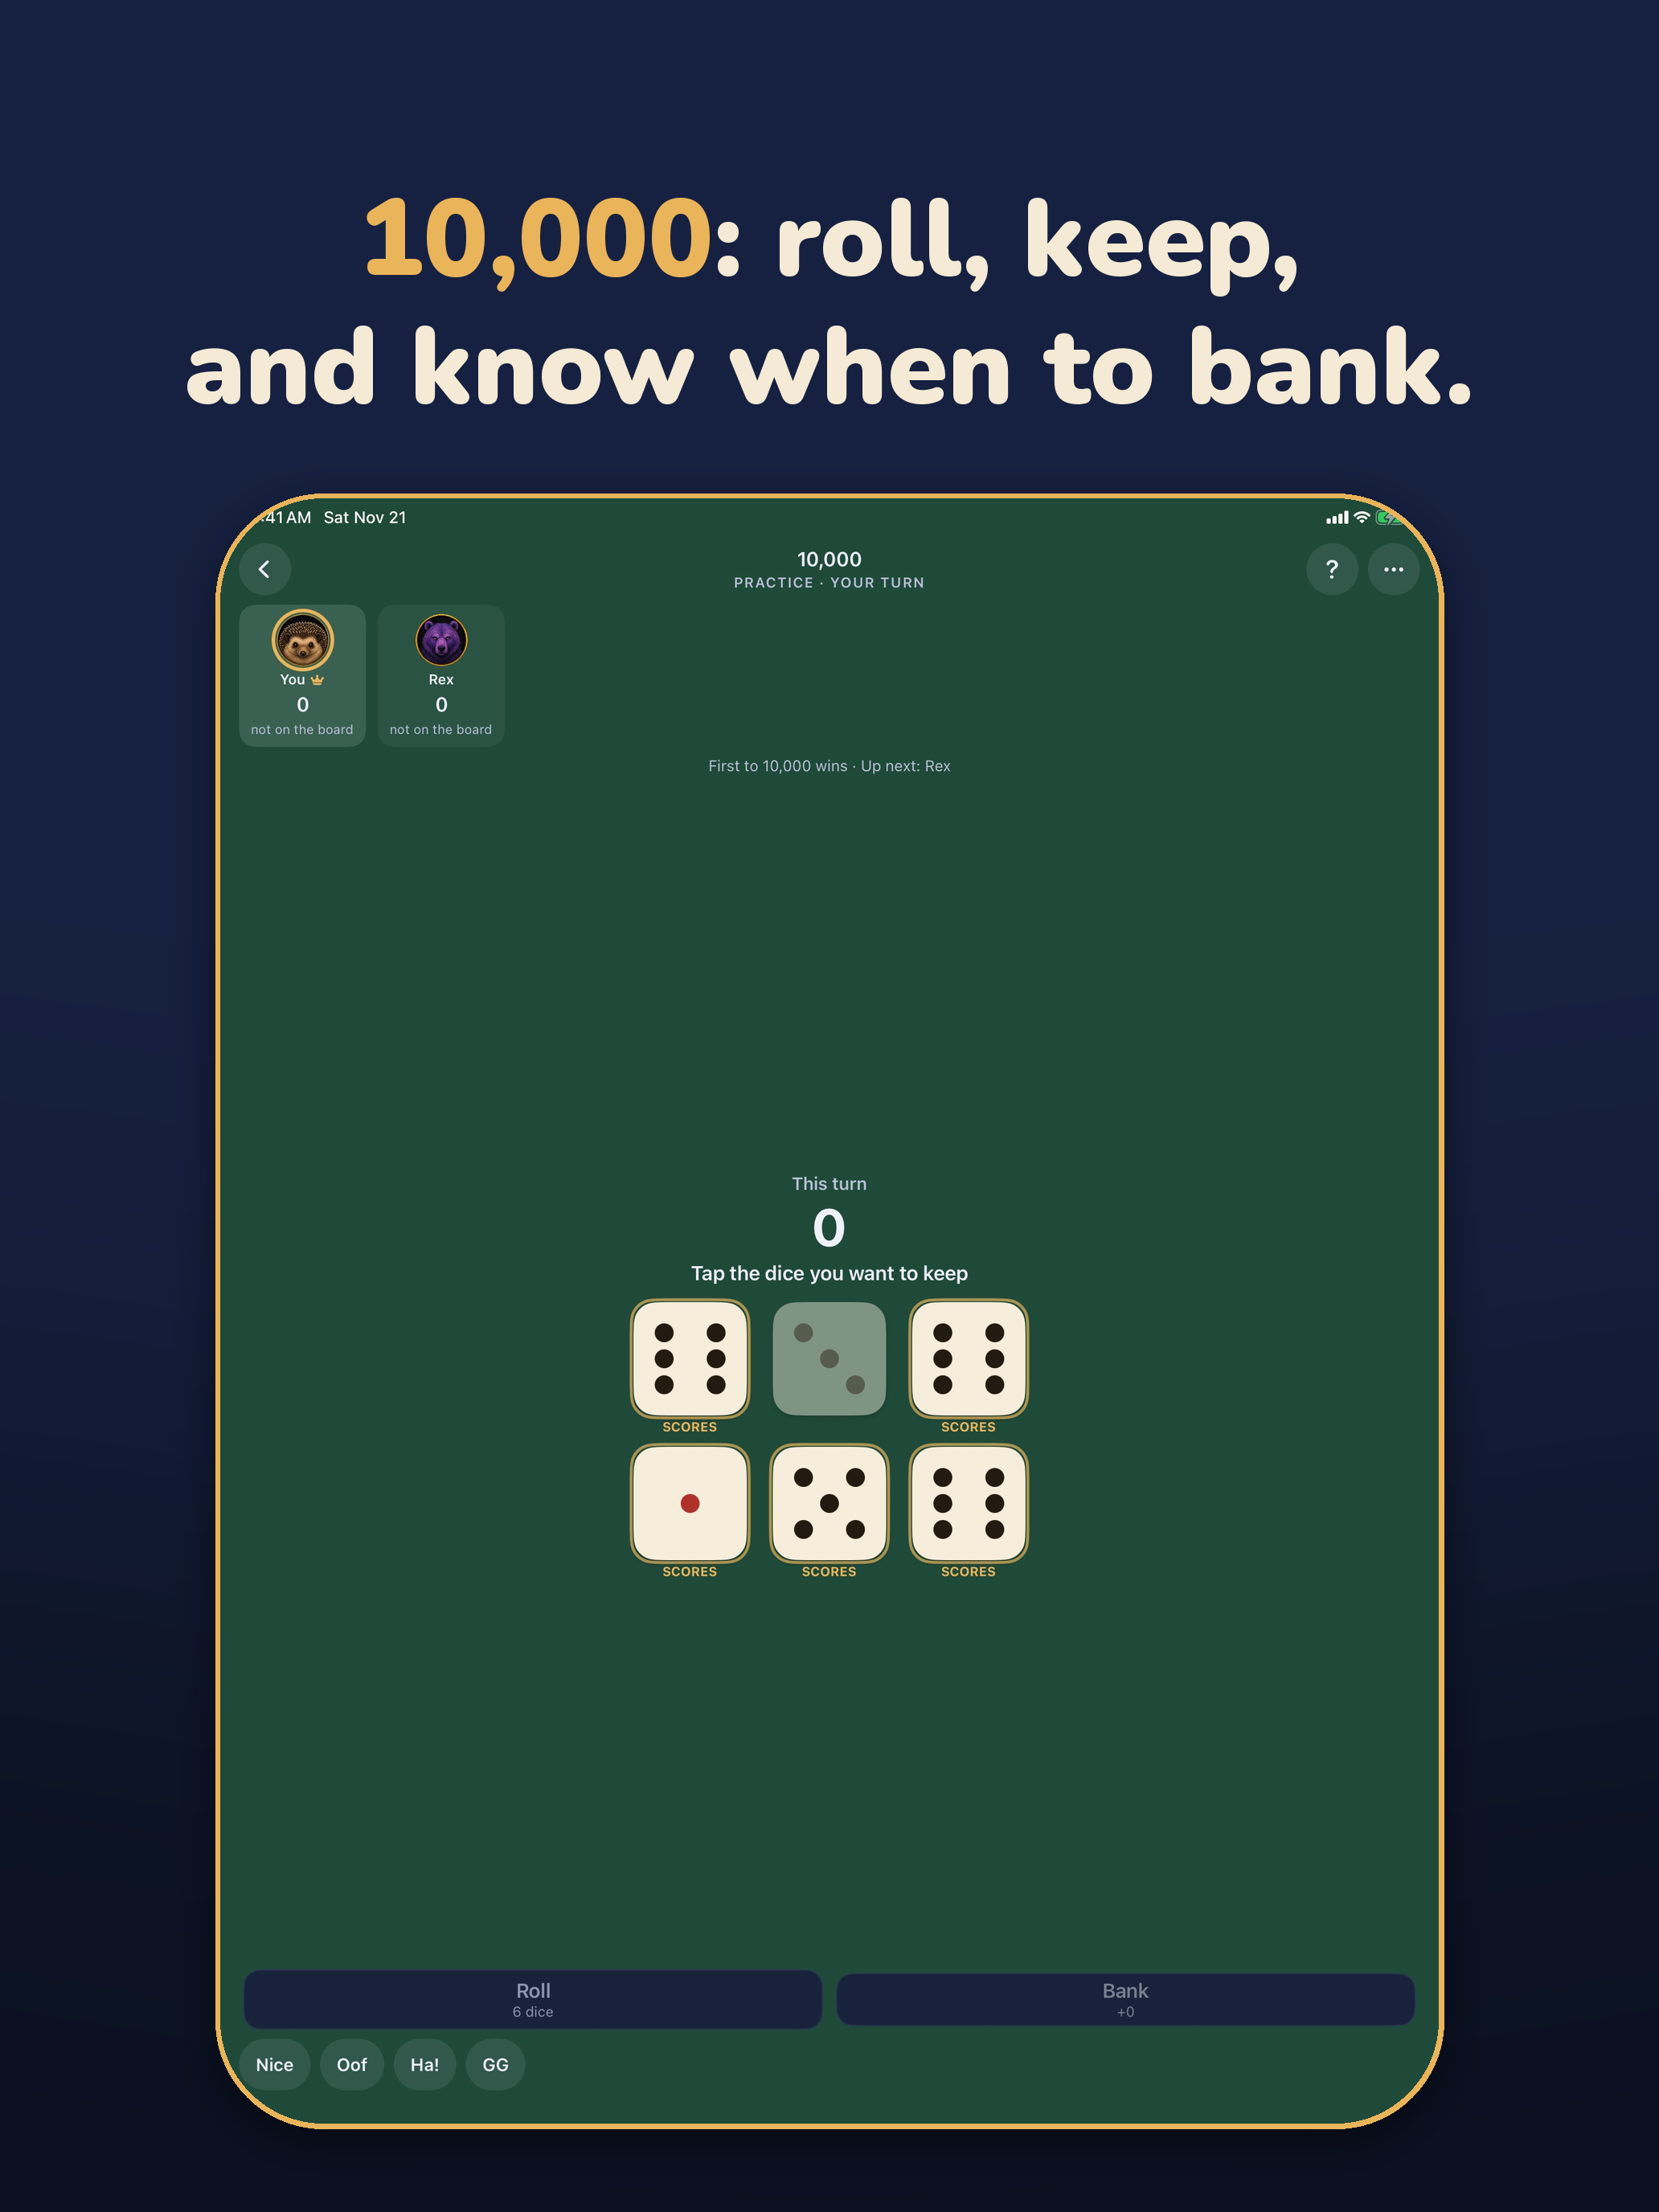 10,000: roll, keep,
and know when to bank.
:41 AM Sat Nov 21
10,000
PRACTICE · YOUR TURN
?
You
Rex
0
0
not on the board
not on the board
First to 10,000 wins · Up next: Rex
This turn
0
Tap the dice you want to keep
SCORES
SCORES
SCORES
SCORES
SCORES
Roll
Bank
6 dice
+0
Nice
Oof
Ha!
GG